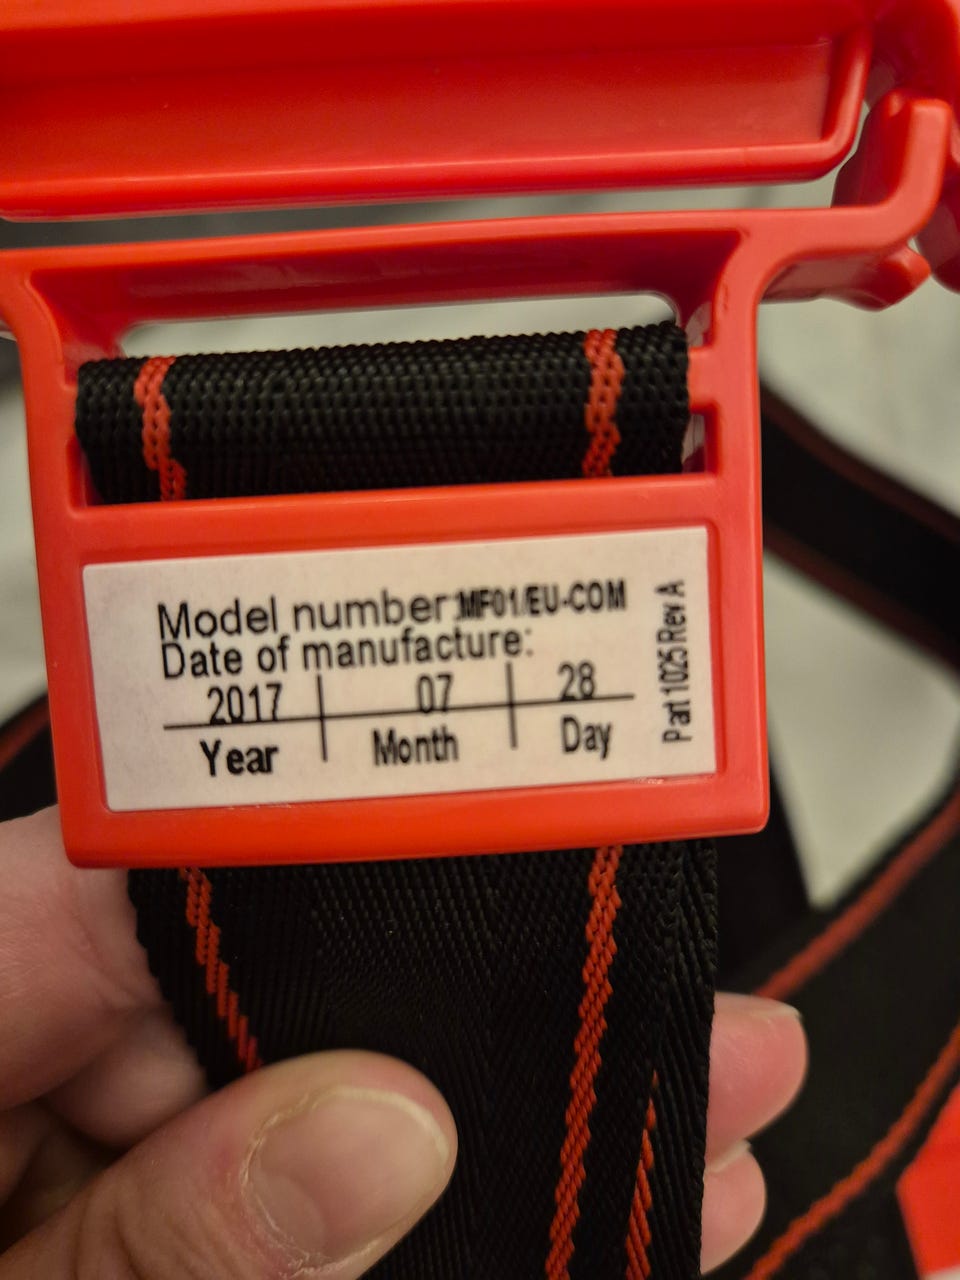 Model number:MF01/EU-COM
Date of manufacture:
2017 07 28
Year Month Day
Part 1025 Rev A